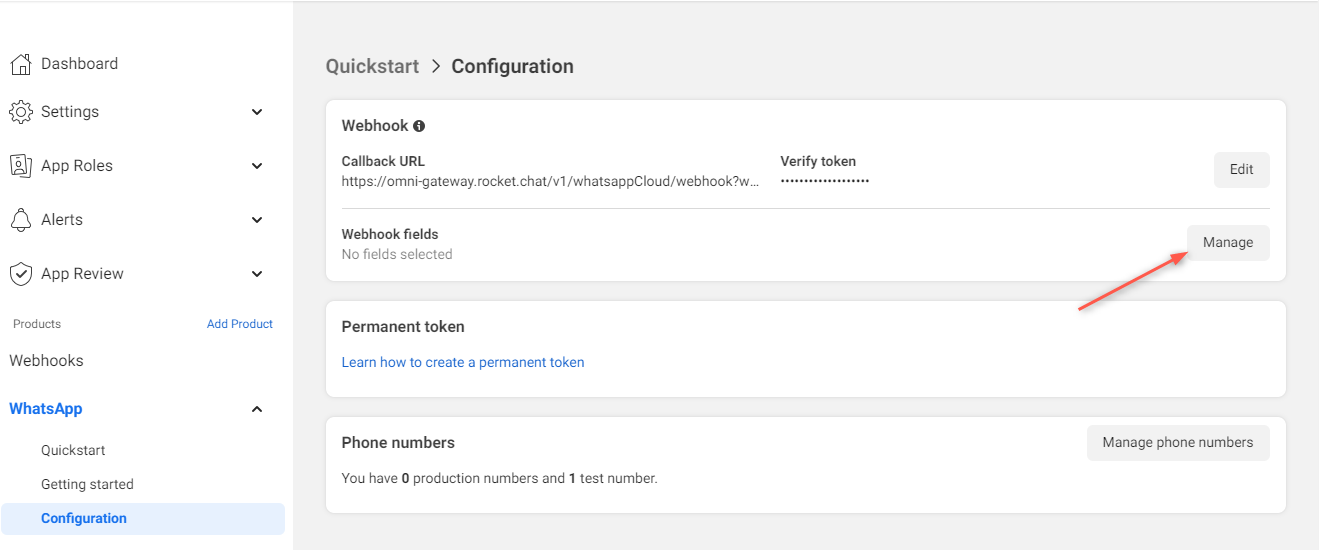 Dashboard
Settings
App Roles
Alerts
App Review
Products Add Product
Webhooks
WhatsApp
Quickstart
Getting started
Configuration
Quickstart > Configuration
Webhook
Callback URL
https://omni-gateway.rocket.chat/v1/whatsappCloud/webhook?w...
Verify token
•••••••••••••••••••
Edit
Webhook fields
No fields selected
Manage
Permanent token
Learn how to create a permanent token
Phone numbers
Manage phone numbers
You have 0 production numbers and 1 test number.